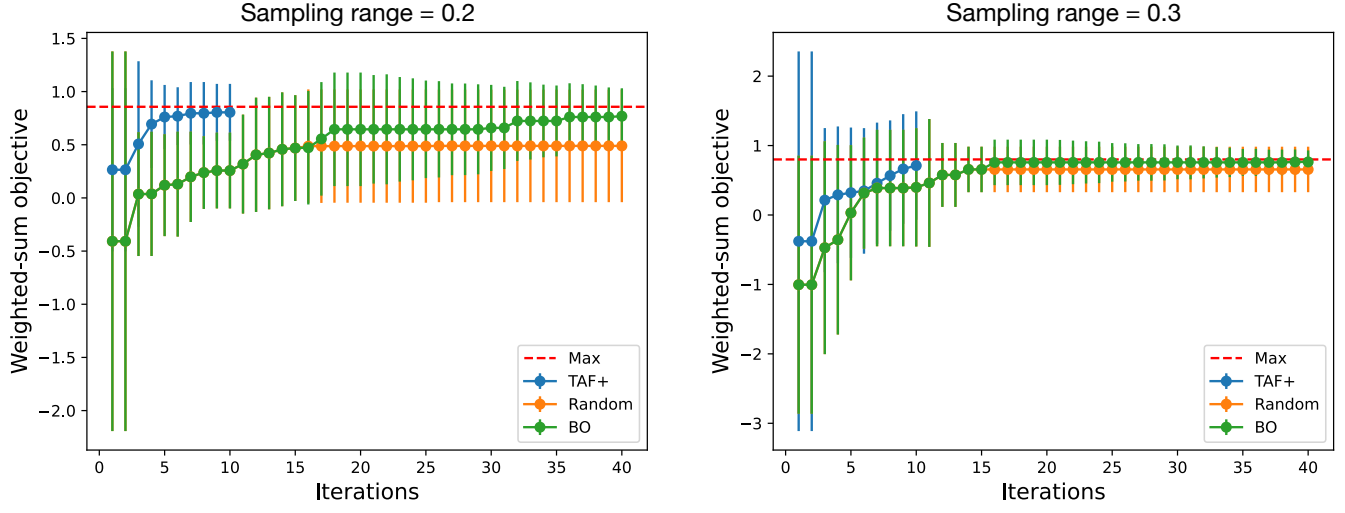 Sampling range = 0.2
1.5
1.0
0.5
0.0
−0.5
−1.0
−1.5
−2.0
Weighted-sum objective
0 5 10 15 20 25 30 35 40
Iterations
Max
TAF+
Random
BO
Sampling range = 0.3
2
1
0
−1
−2
−3
Weighted-sum objective
0 5 10 15 20 25 30 35 40
Iterations
Max
TAF+
Random
BO